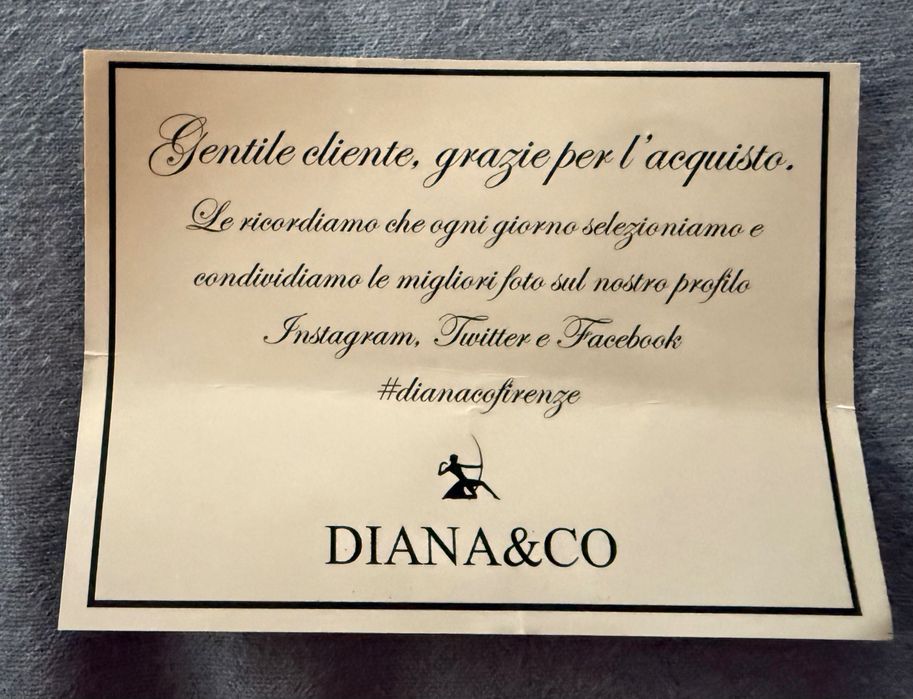 Gentile cliente, grazie per l'acquisto.
Le ricordiamo che ogni giorno selezioniamo e
condividiamo le migliori foto sul nostro profilo
Instagram, Twitter e Facebook
#dianacofirenze
DIANA&CO